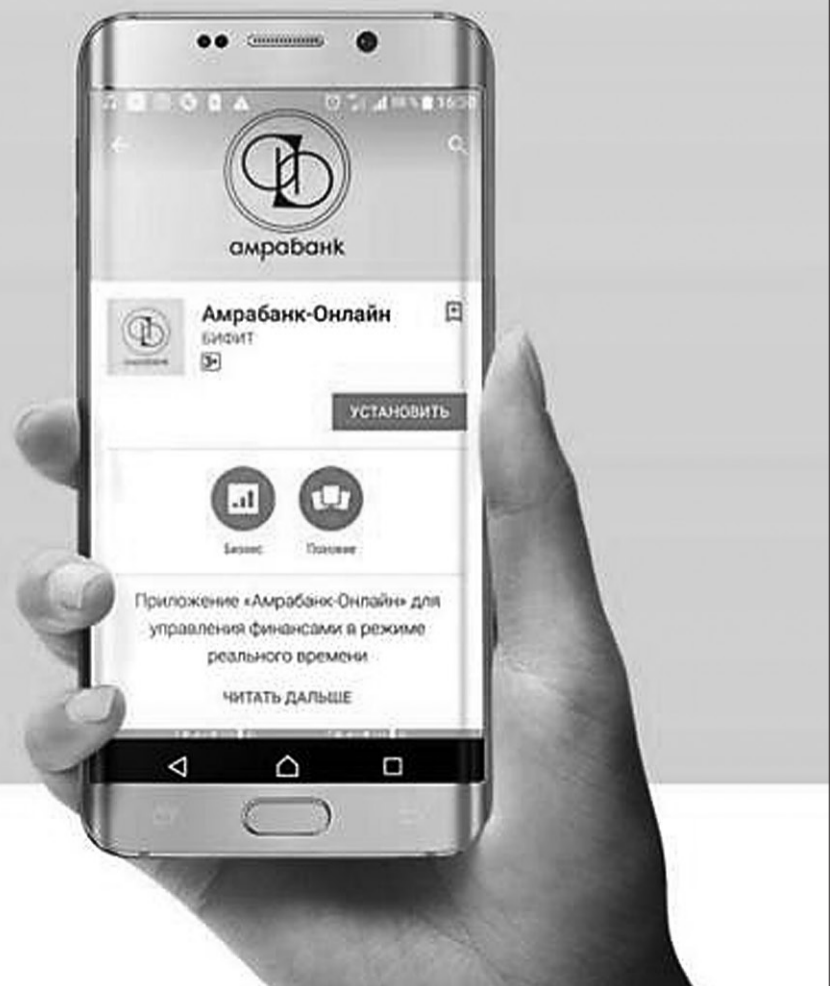 амрабанк
Амрабанк-Онлайн
БИФИТ
3+
УСТАНОВИТЬ
Бизнес
Похожие
Приложение «Амрабанк-Онлайн» для
управления финансами в режиме
реального времени
ЧИТАТЬ ДАЛЬШЕ